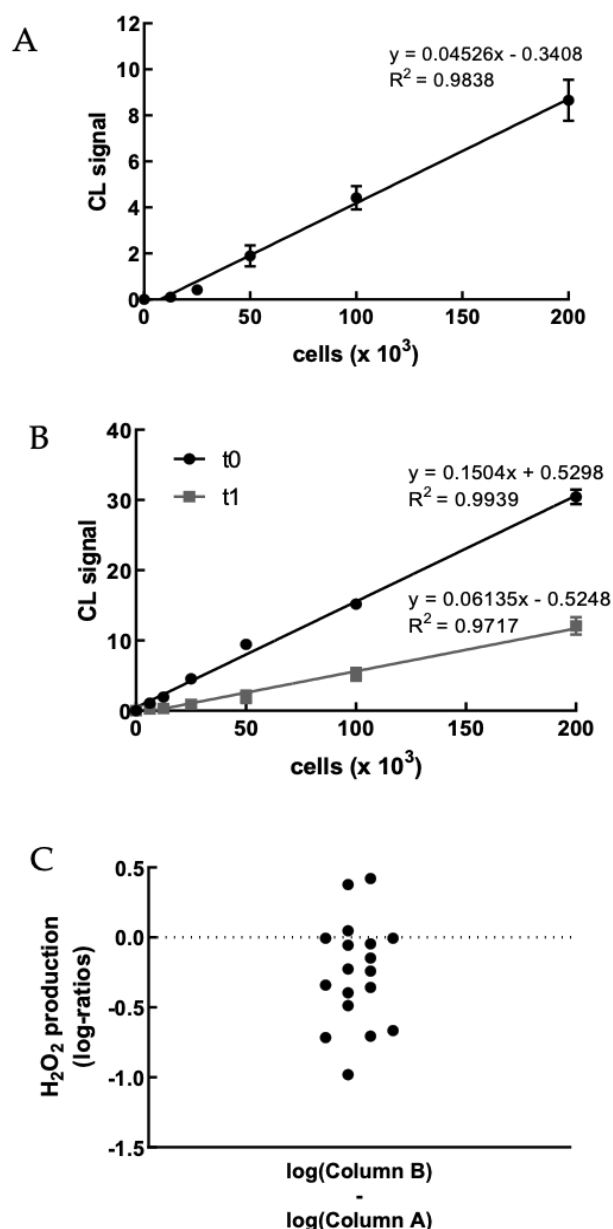 A
y = 0.04526x - 0.3408
R² = 0.9838
CL signal
12
10
8
6
4
2
0
0 50 100 150 200
cells (x 10³)
B
t0
t1
y = 0.1504x + 0.5298
R² = 0.9939
y = 0.06135x - 0.5248
R² = 0.9717
CL signal
40
30
20
10
0
0 50 100 150 200
cells (x 10³)
C
H₂O₂ production
(log-ratios)
0.5
0.0
-0.5
-1.0
-1.5
log(Column B)
-
log(Column A)